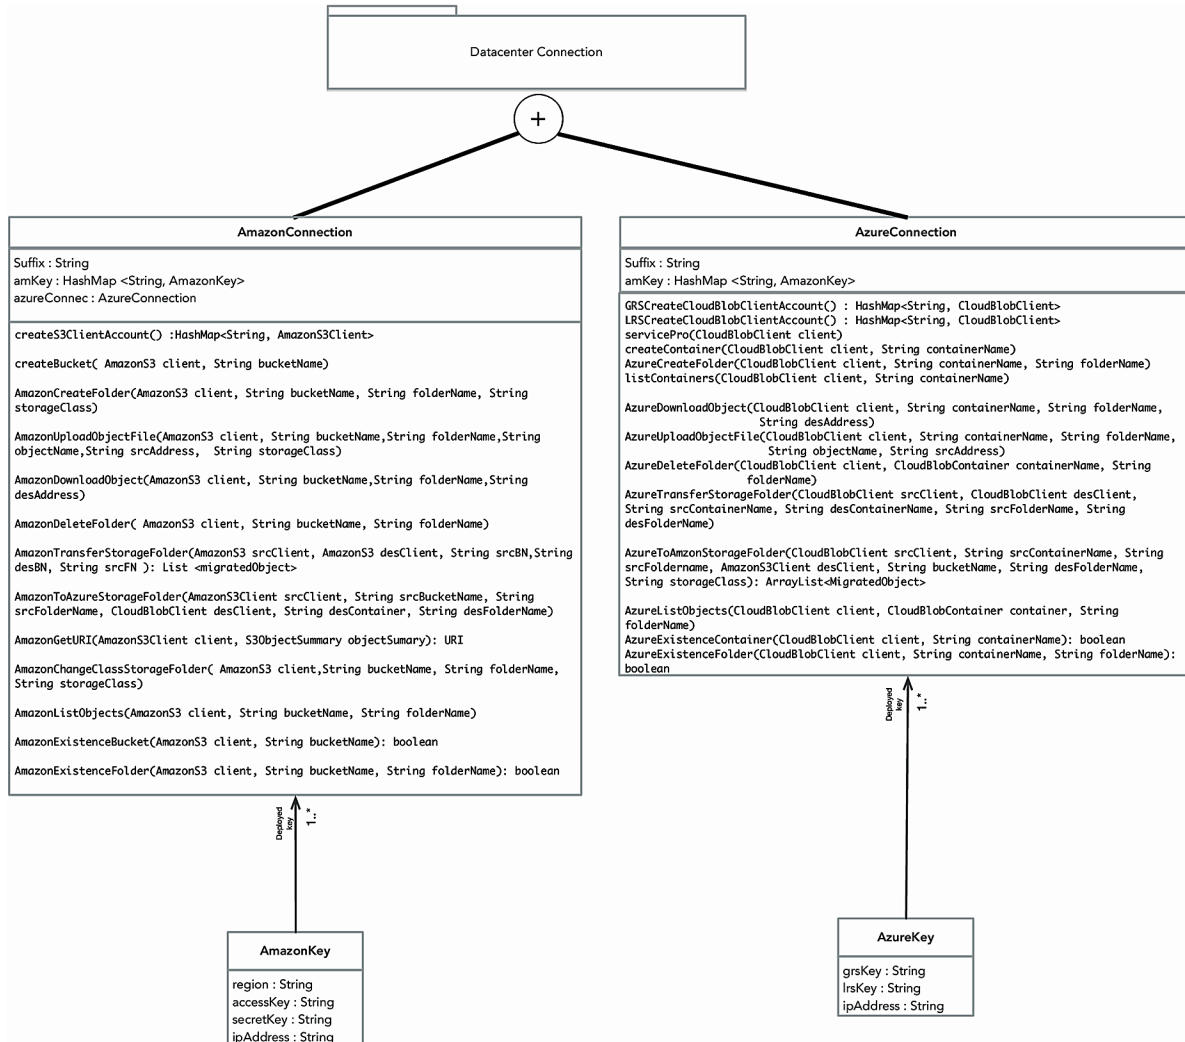 Datacenter Connection
+
AmazonConnection
Suffix : String
amKey : HashMap <String, AmazonKey>
azureConnec : AzureConnection
createS3ClientAccount() :HashMap<String, AmazonS3Client>
createBucket( AmazonS3 client, String bucketName)
AmazonCreateFolder(AmazonS3 client, String bucketName, String folderName, String
storageClass)
AmazonUploadObjectFile(AmazonS3 client, String bucketName,String folderName,String
objectName,String srcAddress, String storageClass)
AmazonDownloadObject(AmazonS3 client, String bucketName,String folderName,String
desAddress)
AmazonDeleteFolder( AmazonS3 client, String bucketName, String folderName)
AmazonTransferStorageFolder(AmazonS3 srcClient, AmazonS3 desClient, String srcBN,String
desBN, String srcFN ): List <migratedObject>
AmazonToAzureStorageFolder(AmazonS3Client srcClient, String srcBucketName, String
srcFolderName, CloudBlobClient desClient, String desContainer, String desFolderName)
AmazonGetURI(AmazonS3Client client, S3ObjectSummary objectSumary): URI
AmazonChangeClassStorageFolder( AmazonS3 client,String bucketName, String folderName,
String storageClass)
AmazonListObjects(AmazonS3 client, String bucketName, String folderName)
AmazonExistenceBucket(AmazonS3 client, String bucketName): boolean
AmazonExistenceFolder(AmazonS3 client, String bucketName, String folderName): boolean
Deployed
key
1..*
AmazonKey
region : String
accessKey : String
secretKey : String
ipAddress : String
AzureConnection
Suffix : String
amKey : HashMap <String, AmazonKey>
GRSCreateCloudBlobClientAccount() : HashMap<String, CloudBlobClient>
LRSCreateCloudBlobClientAccount() : HashMap<String, CloudBlobClient>
servicePro(CloudBlobClient client)
createContainer(CloudBlobClient client, String containerName)
AzureCreateFolder(CloudBlobClient client, String containerName, String folderName)
listContainers(CloudBlobClient client, String containerName)
AzureDownloadObject(CloudBlobClient client, String containerName, String folderName,
String desAddress)
AzureUploadObjectFile(CloudBlobClient client, String containerName, String folderName,
String objectName, String srcAddress)
AzureDeleteFolder(CloudBlobClient client, CloudBlobContainer containerName, String
folderName)
AzureTransferStorageFolder(CloudBlobClient srcClient, CLoudBlobClient desClient,
String srcContainerName, String desContainerName, String srcFolderName, String
desFolderName)
AzureToAmzonStorageFolder(CloudBlobClient srcClient, String srcContainerName, String
srcFoldername, AmazonS3Client desClient, String bucketName, String desFolderName,
String storageClass): ArrayList<MigratedObject>
AzureListObjects(CloudBlobClient client, CloudBlobContainer container, String
folderName)
AzureExistenceContainer(CloudBlobClient client, String containerName): boolean
AzureExistenceFolder(CloudBlobClient client, String containerName, String folderName):
boolean
Deployed
key
1..*
AzureKey
grsKey : String
lrsKey : String
ipAddress : String